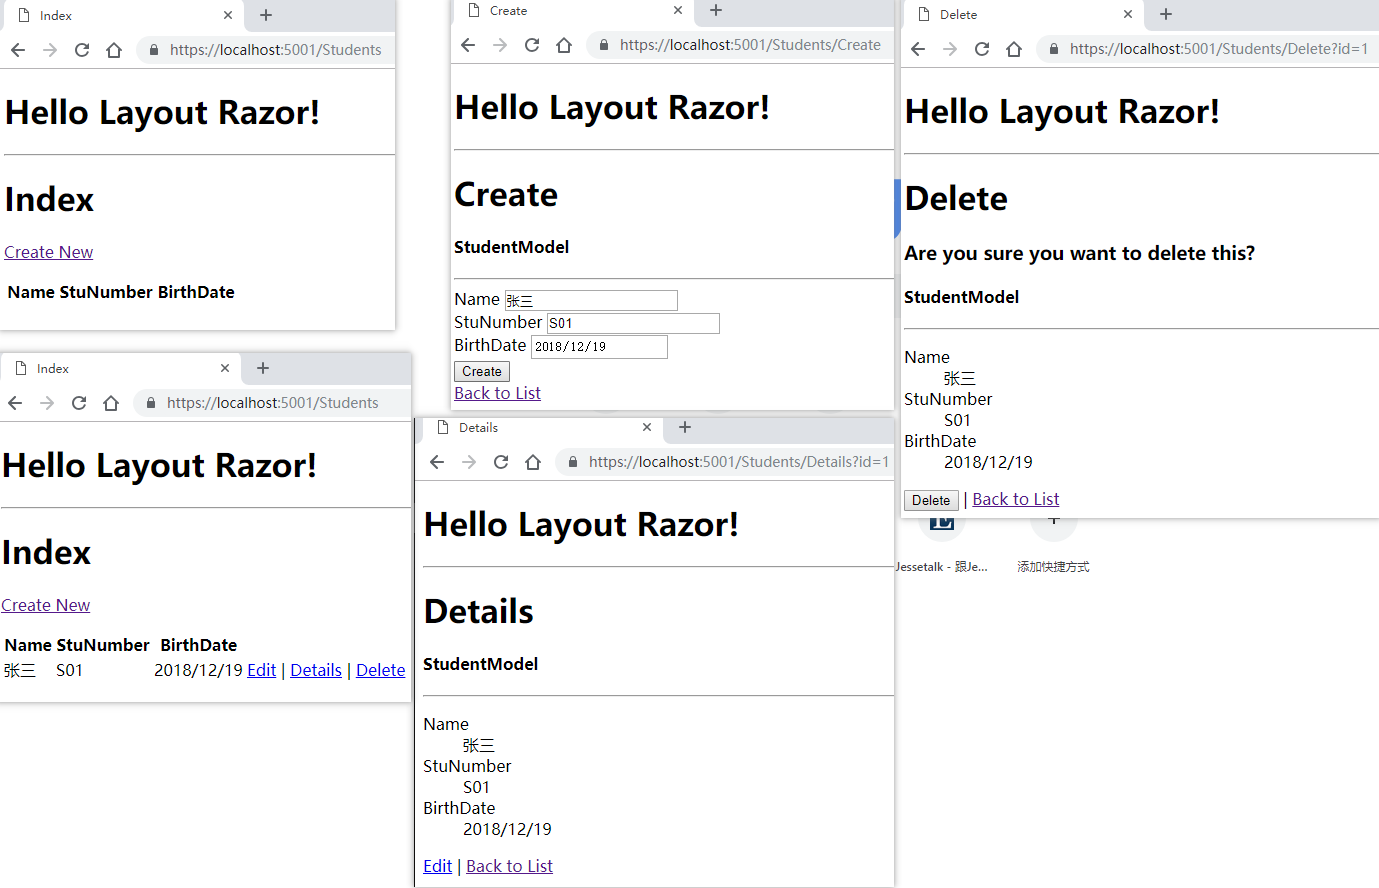 Index
https://localhost:5001/Students
Hello Layout Razor!
Index
Create New
Name StuNumber BirthDate
Create
https://localhost:5001/Students/Create
Hello Layout Razor!
Create
StudentModel
Name 张三
StuNumber S01
BirthDate 2018/12/19
Create
Back to List
Delete
https://localhost:5001/Students/Delete?id=1
Hello Layout Razor!
Delete
Are you sure you want to delete this?
StudentModel
Name
张三
StuNumber
S01
BirthDate
2018/12/19
Delete | Back to List
Jessetalk - 跟Je...
添加快捷方式
Index
https://localhost:5001/Students
Hello Layout Razor!
Index
Create New
Name StuNumber BirthDate
张三 S01 2018/12/19 Edit | Details | Delete
Details
https://localhost:5001/Students/Details?id=1
Hello Layout Razor!
Details
StudentModel
Name
张三
StuNumber
S01
BirthDate
2018/12/19
Edit | Back to List